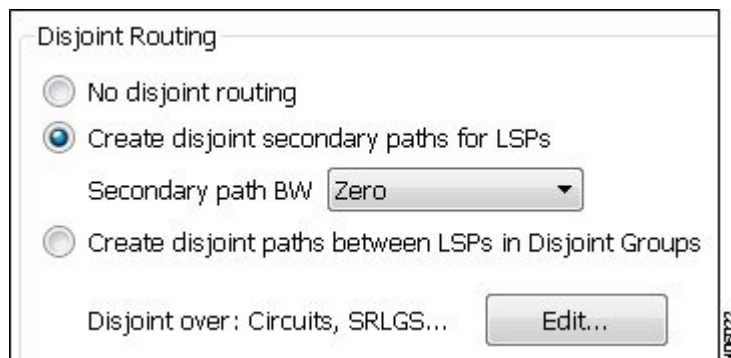 Disjoint Routing
No disjoint routing
Create disjoint secondary paths for LSPs
Secondary path BW Zero
Create disjoint paths between LSPs in Disjoint Groups
Disjoint over: Circuits, SRLGS... Edit...